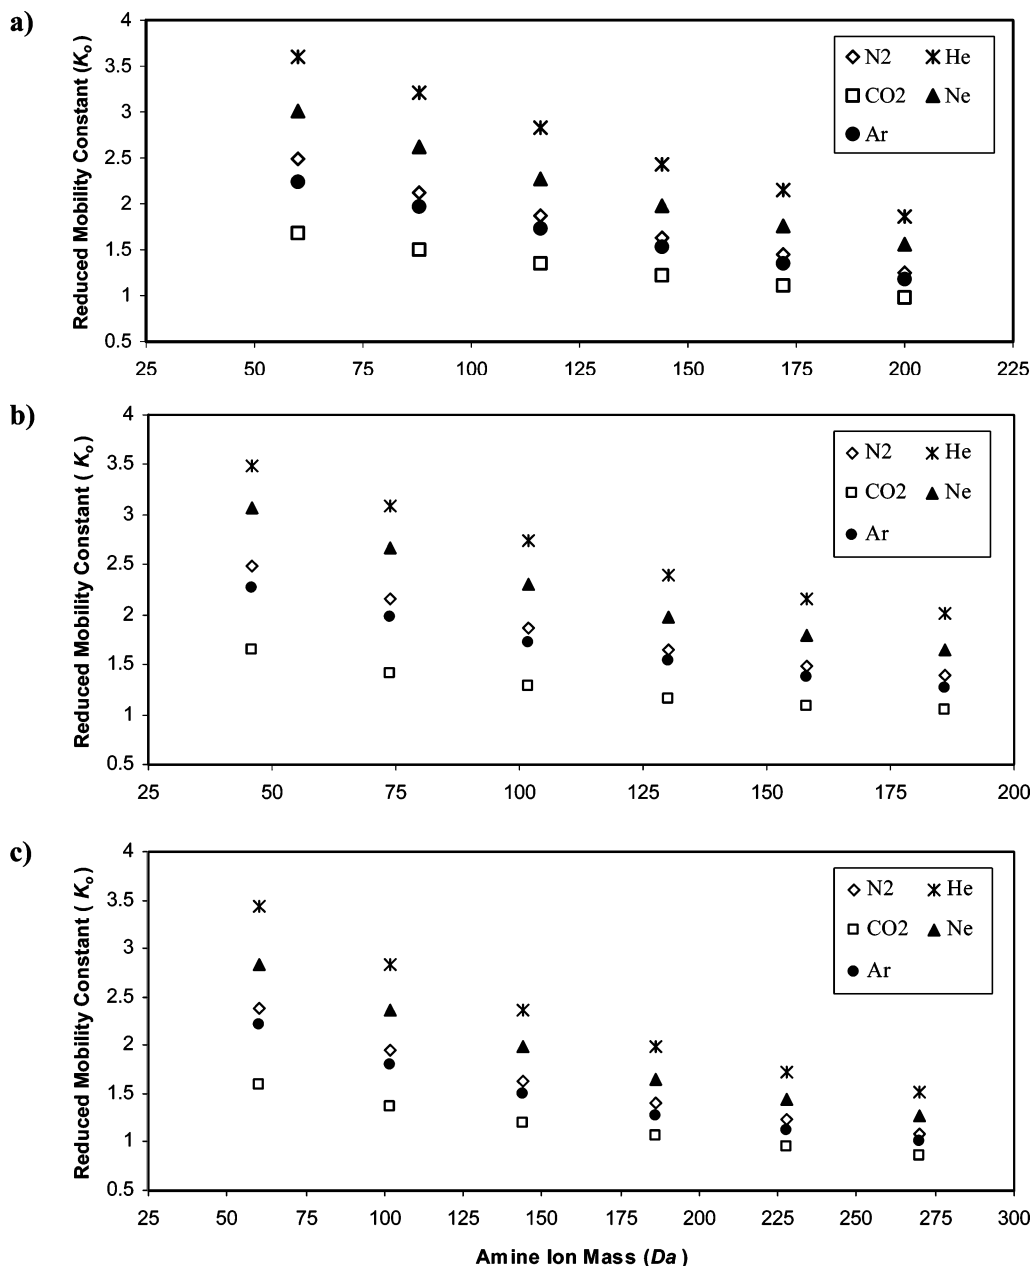 a)
Reduced Mobility Constant (Ko)
4
3.5
3
2.5
2
1.5
1
0.5
25 50 75 100 125 150 175 200 225
N2 He
CO2 Ne
Ar
b)
Reduced Mobility Constant ( Ko)
4
3.5
3
2.5
2
1.5
1
0.5
25 50 75 100 125 150 175 200
N2 He
CO2 Ne
Ar
c)
Reduced Mobility Constant ( Ko)
4
3.5
3
2.5
2
1.5
1
0.5
25 50 75 100 125 150 175 200 225 250 275 300
N2 He
CO2 Ne
Ar
Amine Ion Mass (Da )